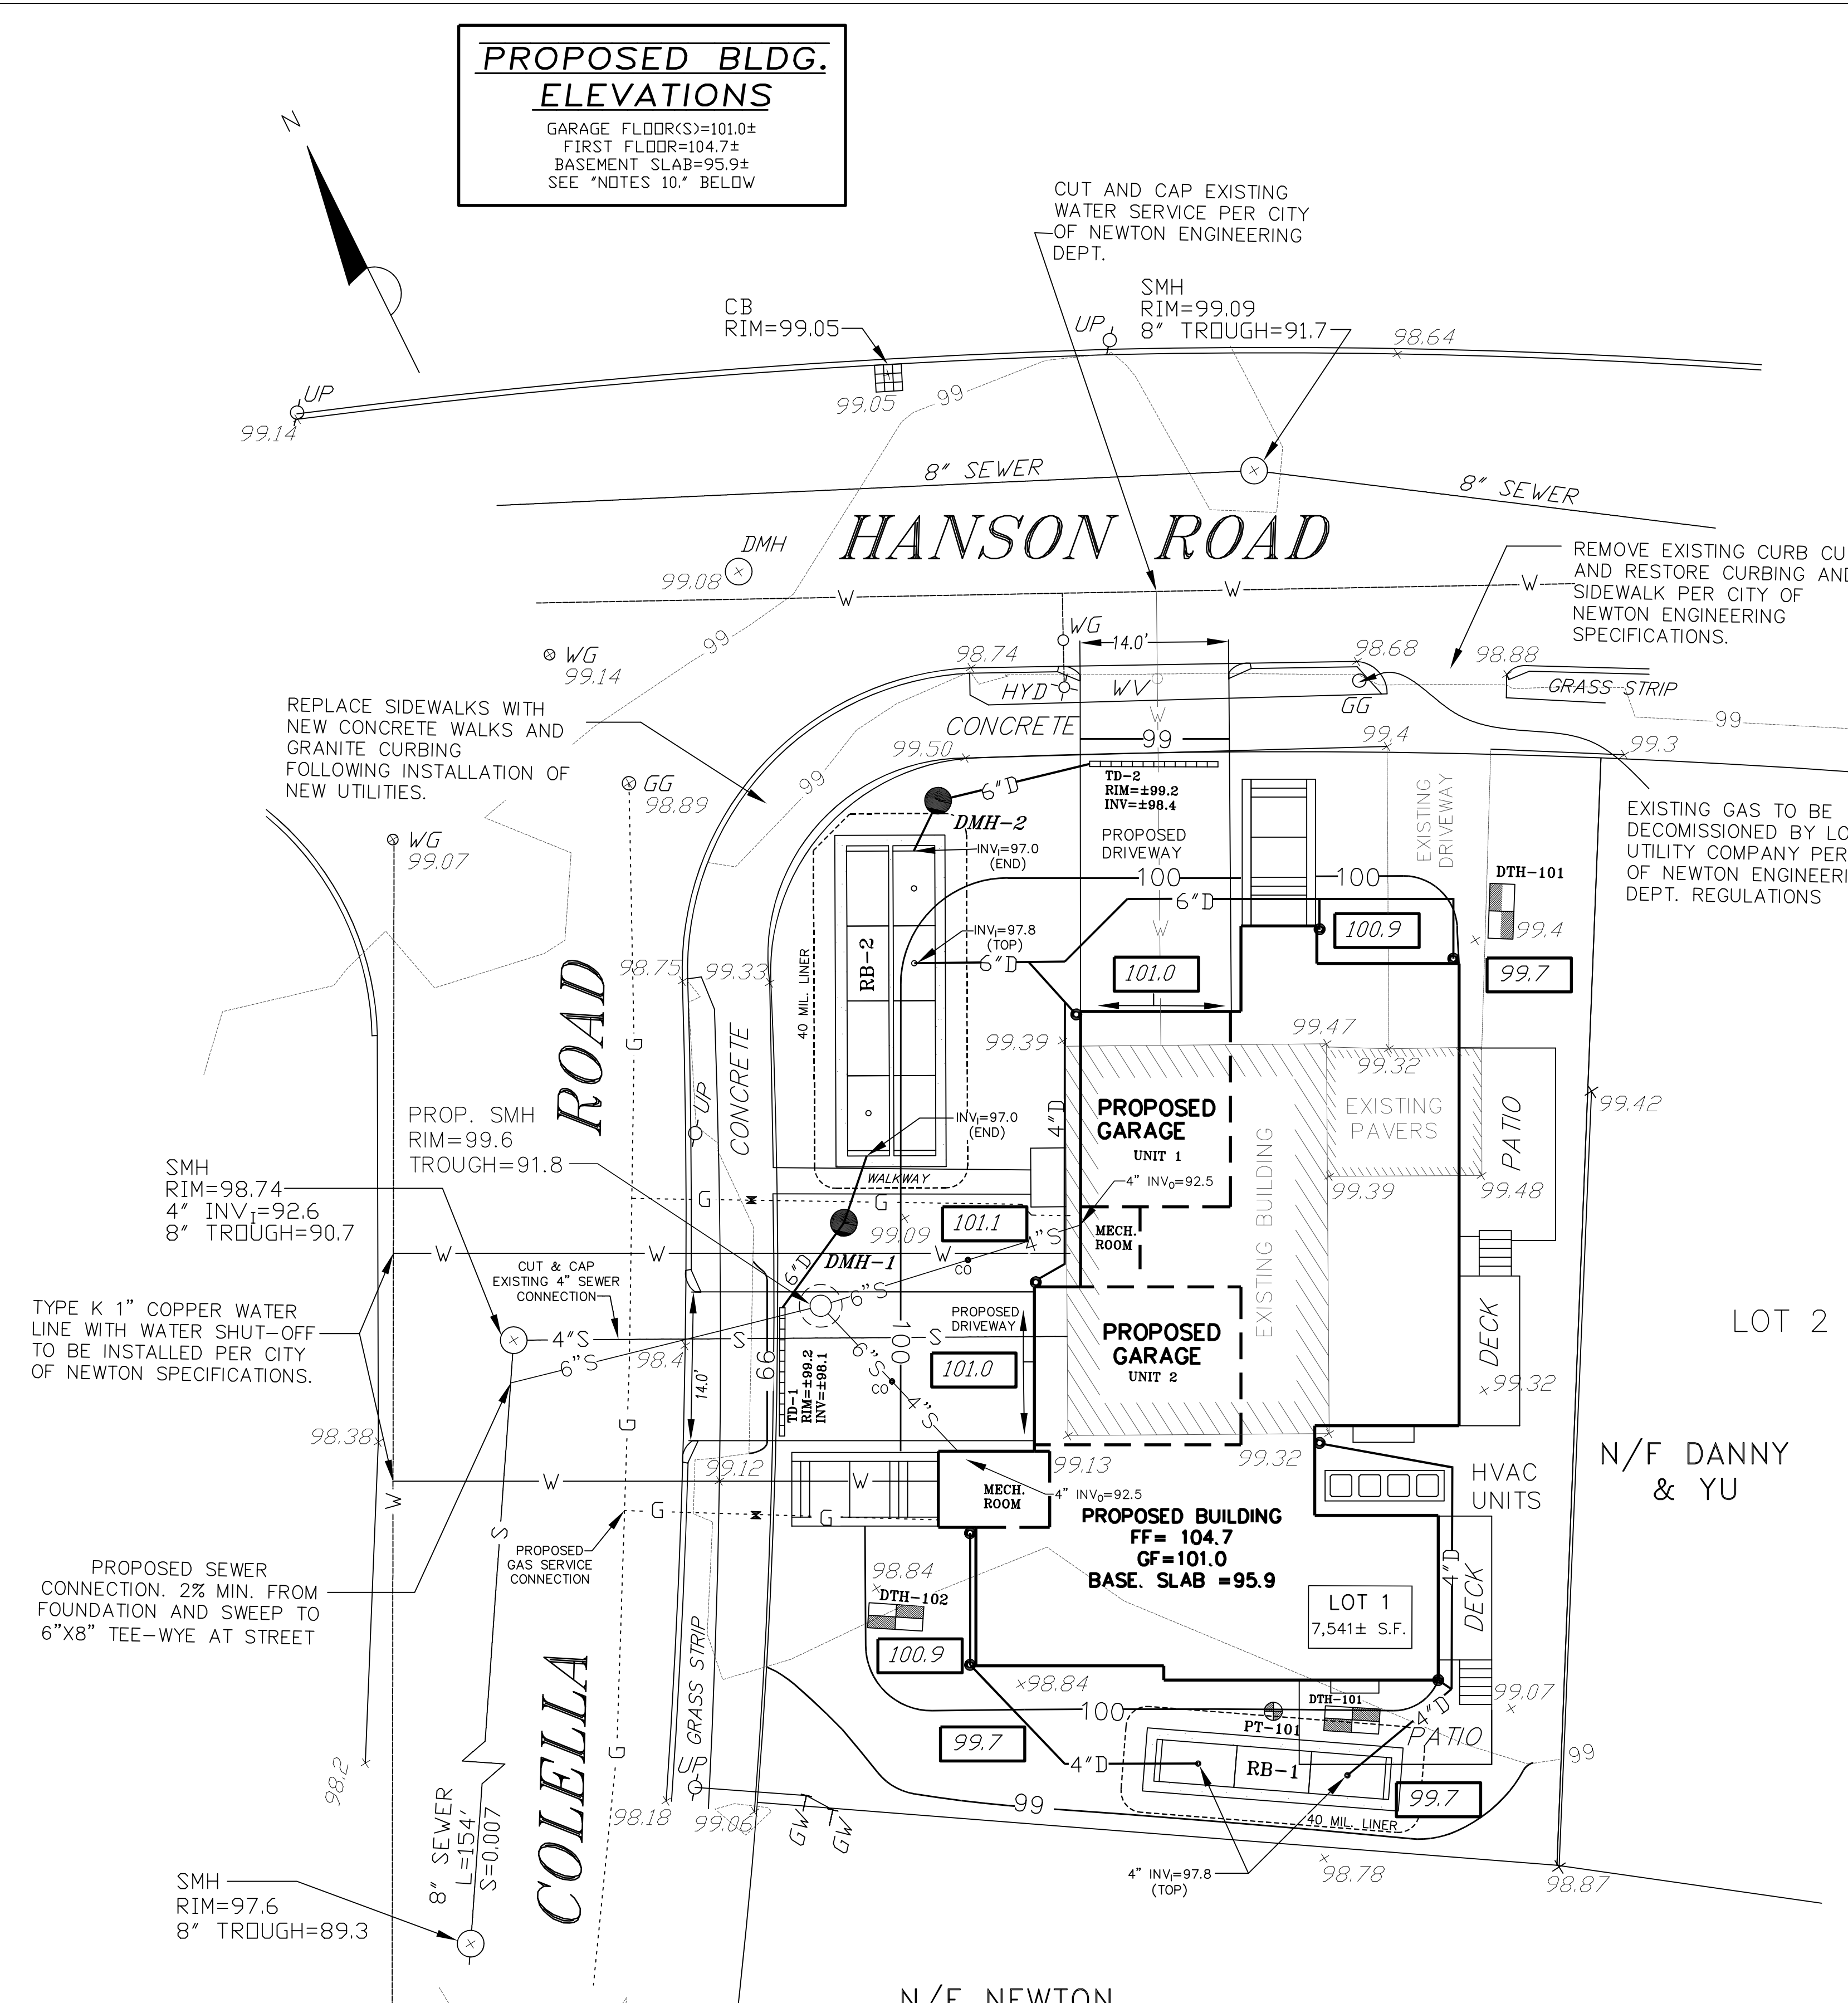 PROPOSED BLDG.
ELEVATIONS
GARAGE FLOOR(S)=101.0±
FIRST FLOOR=104.7±
BASEMENT SLAB=95.9±
SEE "NOTES 10." BELOW
N
CUT AND CAP EXISTING
WATER SERVICE PER CITY
OF NEWTON ENGINEERING
DEPT.
SMH
RIM=99.09
8" TROUGH=91.7
CB
RIM=99.05
UP
98.64
UP
99.14
99.05
99
8" SEWER
8" SEWER
HANSON ROAD
DMH
99.08
W
W
W
REMOVE EXISTING CURB CU
AND RESTORE CURBING AND
SIDEWALK PER CITY OF
NEWTON ENGINEERING
SPECIFICATIONS.
WG
99.14
99
WG
14.0'
98.74
98.68
98.88
HYD
WV
GG
GRASS STRIP
99
REPLACE SIDEWALKS WITH
NEW CONCRETE WALKS AND
GRANITE CURBING
FOLLOWING INSTALLATION OF
NEW UTILITIES.
CONCRETE
W
99
99.50
99.4
99.3
GG
98.89
99
6"D
TD-2
RIM=±99.2
INV=±98.4
EXISTING
DRIVEWAY
EXISTING GAS TO BE
DECOMISSIONED BY LO
UTILITY COMPANY PER
OF NEWTON ENGINEERI
DEPT. REGULATIONS
WG
99.07
DMH-2
PROPOSED
DRIVEWAY
INVI=97.0
(END)
100
100
DTH-101
6"D
W
100.9
99.4
INVI=97.8
(TOP)
6"D
101.0
99.7
RB-2
40 MIL. LINER
98.75
99.33
ROAD
CONCRETE
G
99.39
99.47
99.32
UP
4"D
PROPOSED
GARAGE
UNIT 1
EXISTING
PAVERS
PATIO
99.42
INVI=97.0
(END)
PROP. SMH
RIM=99.6
TROUGH=91.8
SMH
RIM=98.74
4" INVI=92.6
8" TROUGH=90.7
WALKWAY
4" INVO=92.5
99.39
99.48
G
G
99.09
101.1
4"S
MECH.
ROOM
EXISTING BUILDING
W
W
W
CO
DMH-1
6"D
6"S
CUT & CAP
EXISTING 4" SEWER
CONNECTION
TYPE K 1" COPPER WATER
LINE WITH WATER SHUT-OFF
TO BE INSTALLED PER CITY
OF NEWTON SPECIFICATIONS.
4"S
S
S
6"S
98.4
14.0'
99
TD-1
RIM=±99.2
INV=±98.1
6"S
CO
4"S
100
PROPOSED
DRIVEWAY
101.0
PROPOSED
GARAGE
UNIT 2
DECK
99.32
LOT 2
G
98.38
99.12
99.13
99.32
W
W
W
MECH.
ROOM
4" INVO=92.5
HVAC
UNITS
N/F DANNY
& YU
S
G
G
PROPOSED
GAS SERVICE
CONNECTION
PROPOSED BUILDING
FF= 104.7
GF=101.0
BASE. SLAB =95.9
PROPOSED SEWER
CONNECTION. 2% MIN. FROM
FOUNDATION AND SWEEP TO
6"X8" TEE-WYE AT STREET
98.84
DTH-102
4"D
DECK
LOT 1
7,541± S.F.
100.9
GRASS STRIP
98.84
99.07
COLELLA
100
DTH-101
PT-101
4"D
PATIO
99.7
99
G
UP
4"D
RB-1
99.7
98.2
99
40 MIL. LINER
98.18
99.06
GW
GW
8" SEWER
L=154'
S=0.007
4" INVI=97.8
(TOP)
98.78
98.87
SMH
RIM=97.6
8" TROUGH=89.3
N/F NEWTON